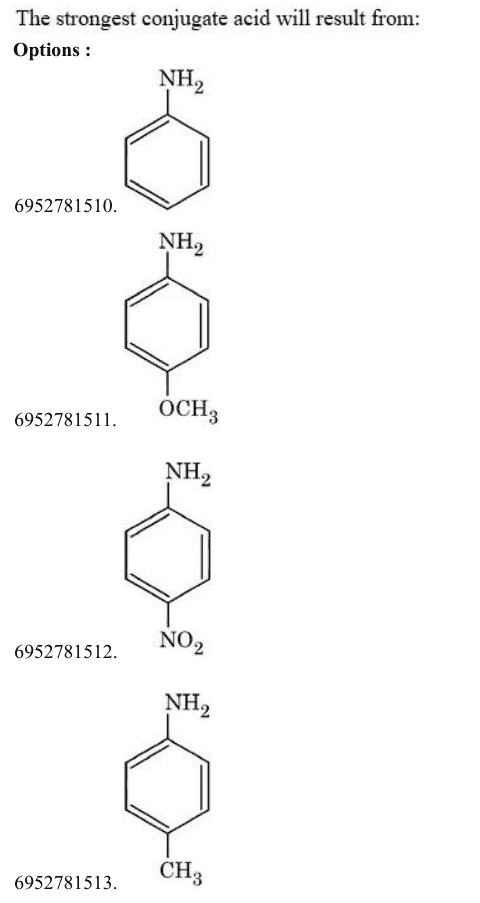 The strongest conjugate acid will result from:
Options :
NH₂
6952781510.
NH₂
OCH₃
6952781511.
NH₂
NO₂
6952781512.
NH₂
CH₃
6952781513.